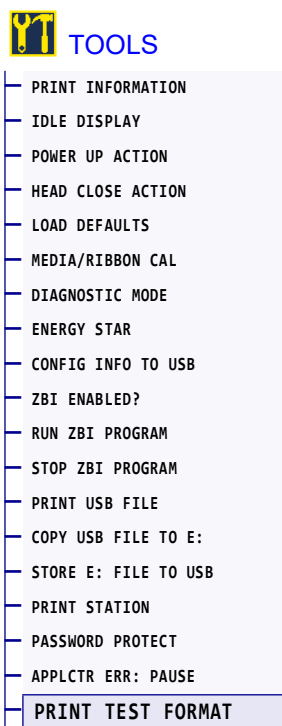 TOOLS
PRINT INFORMATION
IDLE DISPLAY
POWER UP ACTION
HEAD CLOSE ACTION
LOAD DEFAULTS
MEDIA/RIBBON CAL
DIAGNOSTIC MODE
ENERGY STAR
CONFIG INFO TO USB
ZBI ENABLED?
RUN ZBI PROGRAM
STOP ZBI PROGRAM
PRINT USB FILE
COPY USB FILE TO E:
STORE E: FILE TO USB
PRINT STATION
PASSWORD PROTECT
APPLCTR ERR: PAUSE
PRINT TEST FORMAT